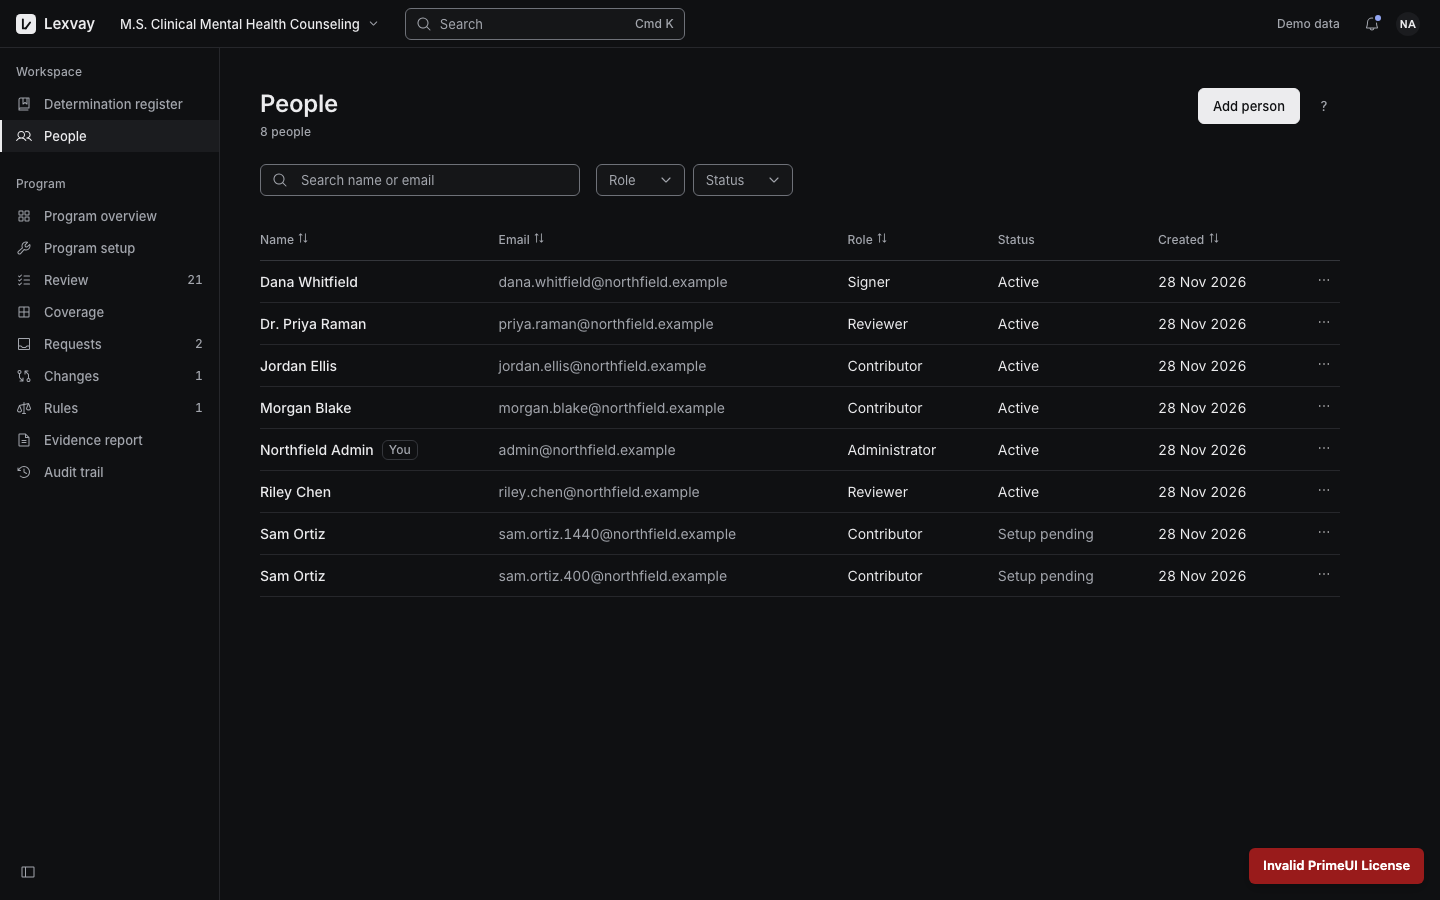 Lexvay M.S. Clinical Mental Health Counseling Search Cmd K Demo data NA
Workspace
Determination register
People
Program
Program overview
Program setup
Review 21
Coverage
Requests 2
Changes 1
Rules 1
Evidence report
Audit trail
People
8 people
Add person ?
Search name or email Role Status
Name Email Role Status Created
Dana Whitfield dana.whitfield@northfield.example Signer Active 28 Nov 2026 ...
Dr. Priya Raman priya.raman@northfield.example Reviewer Active 28 Nov 2026 ...
Jordan Ellis jordan.ellis@northfield.example Contributor Active 28 Nov 2026 ...
Morgan Blake morgan.blake@northfield.example Contributor Active 28 Nov 2026 ...
Northfield Admin You admin@northfield.example Administrator Active 28 Nov 2026 ...
Riley Chen riley.chen@northfield.example Reviewer Active 28 Nov 2026 ...
Sam Ortiz sam.ortiz.1440@northfield.example Contributor Setup pending 28 Nov 2026 ...
Sam Ortiz sam.ortiz.400@northfield.example Contributor Setup pending 28 Nov 2026 ...
Invalid PrimeUI License